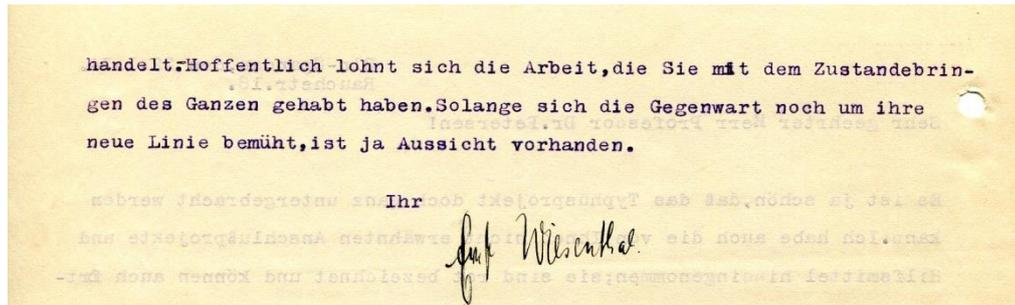 handelt.Hoffentlich lohnt sich die Arbeit,die Sie mit dem Zustandebrin-
gen des Ganzen gehabt haben.Solange sich die Gegenwart noch um ihre
neue Linie bemüht,ist ja Aussicht vorhanden.
Ihr
Wiesenthal.